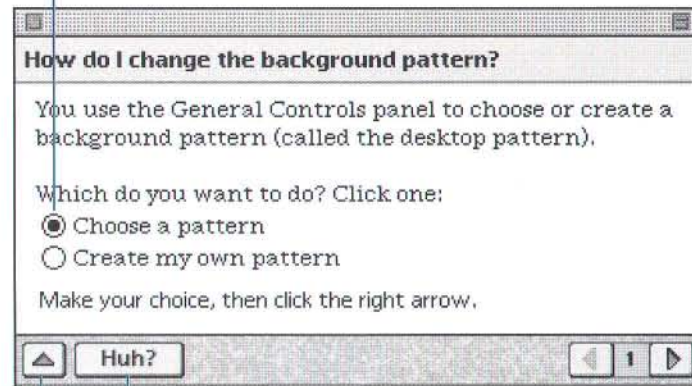 How do I change the background pattern?
You use the General Controls panel to choose or create a
background pattern (called the desktop pattern).
Which do you want to do? Click one:
Choose a pattern
Create my own pattern
Make your choice, then click the right arrow.
Huh?
1